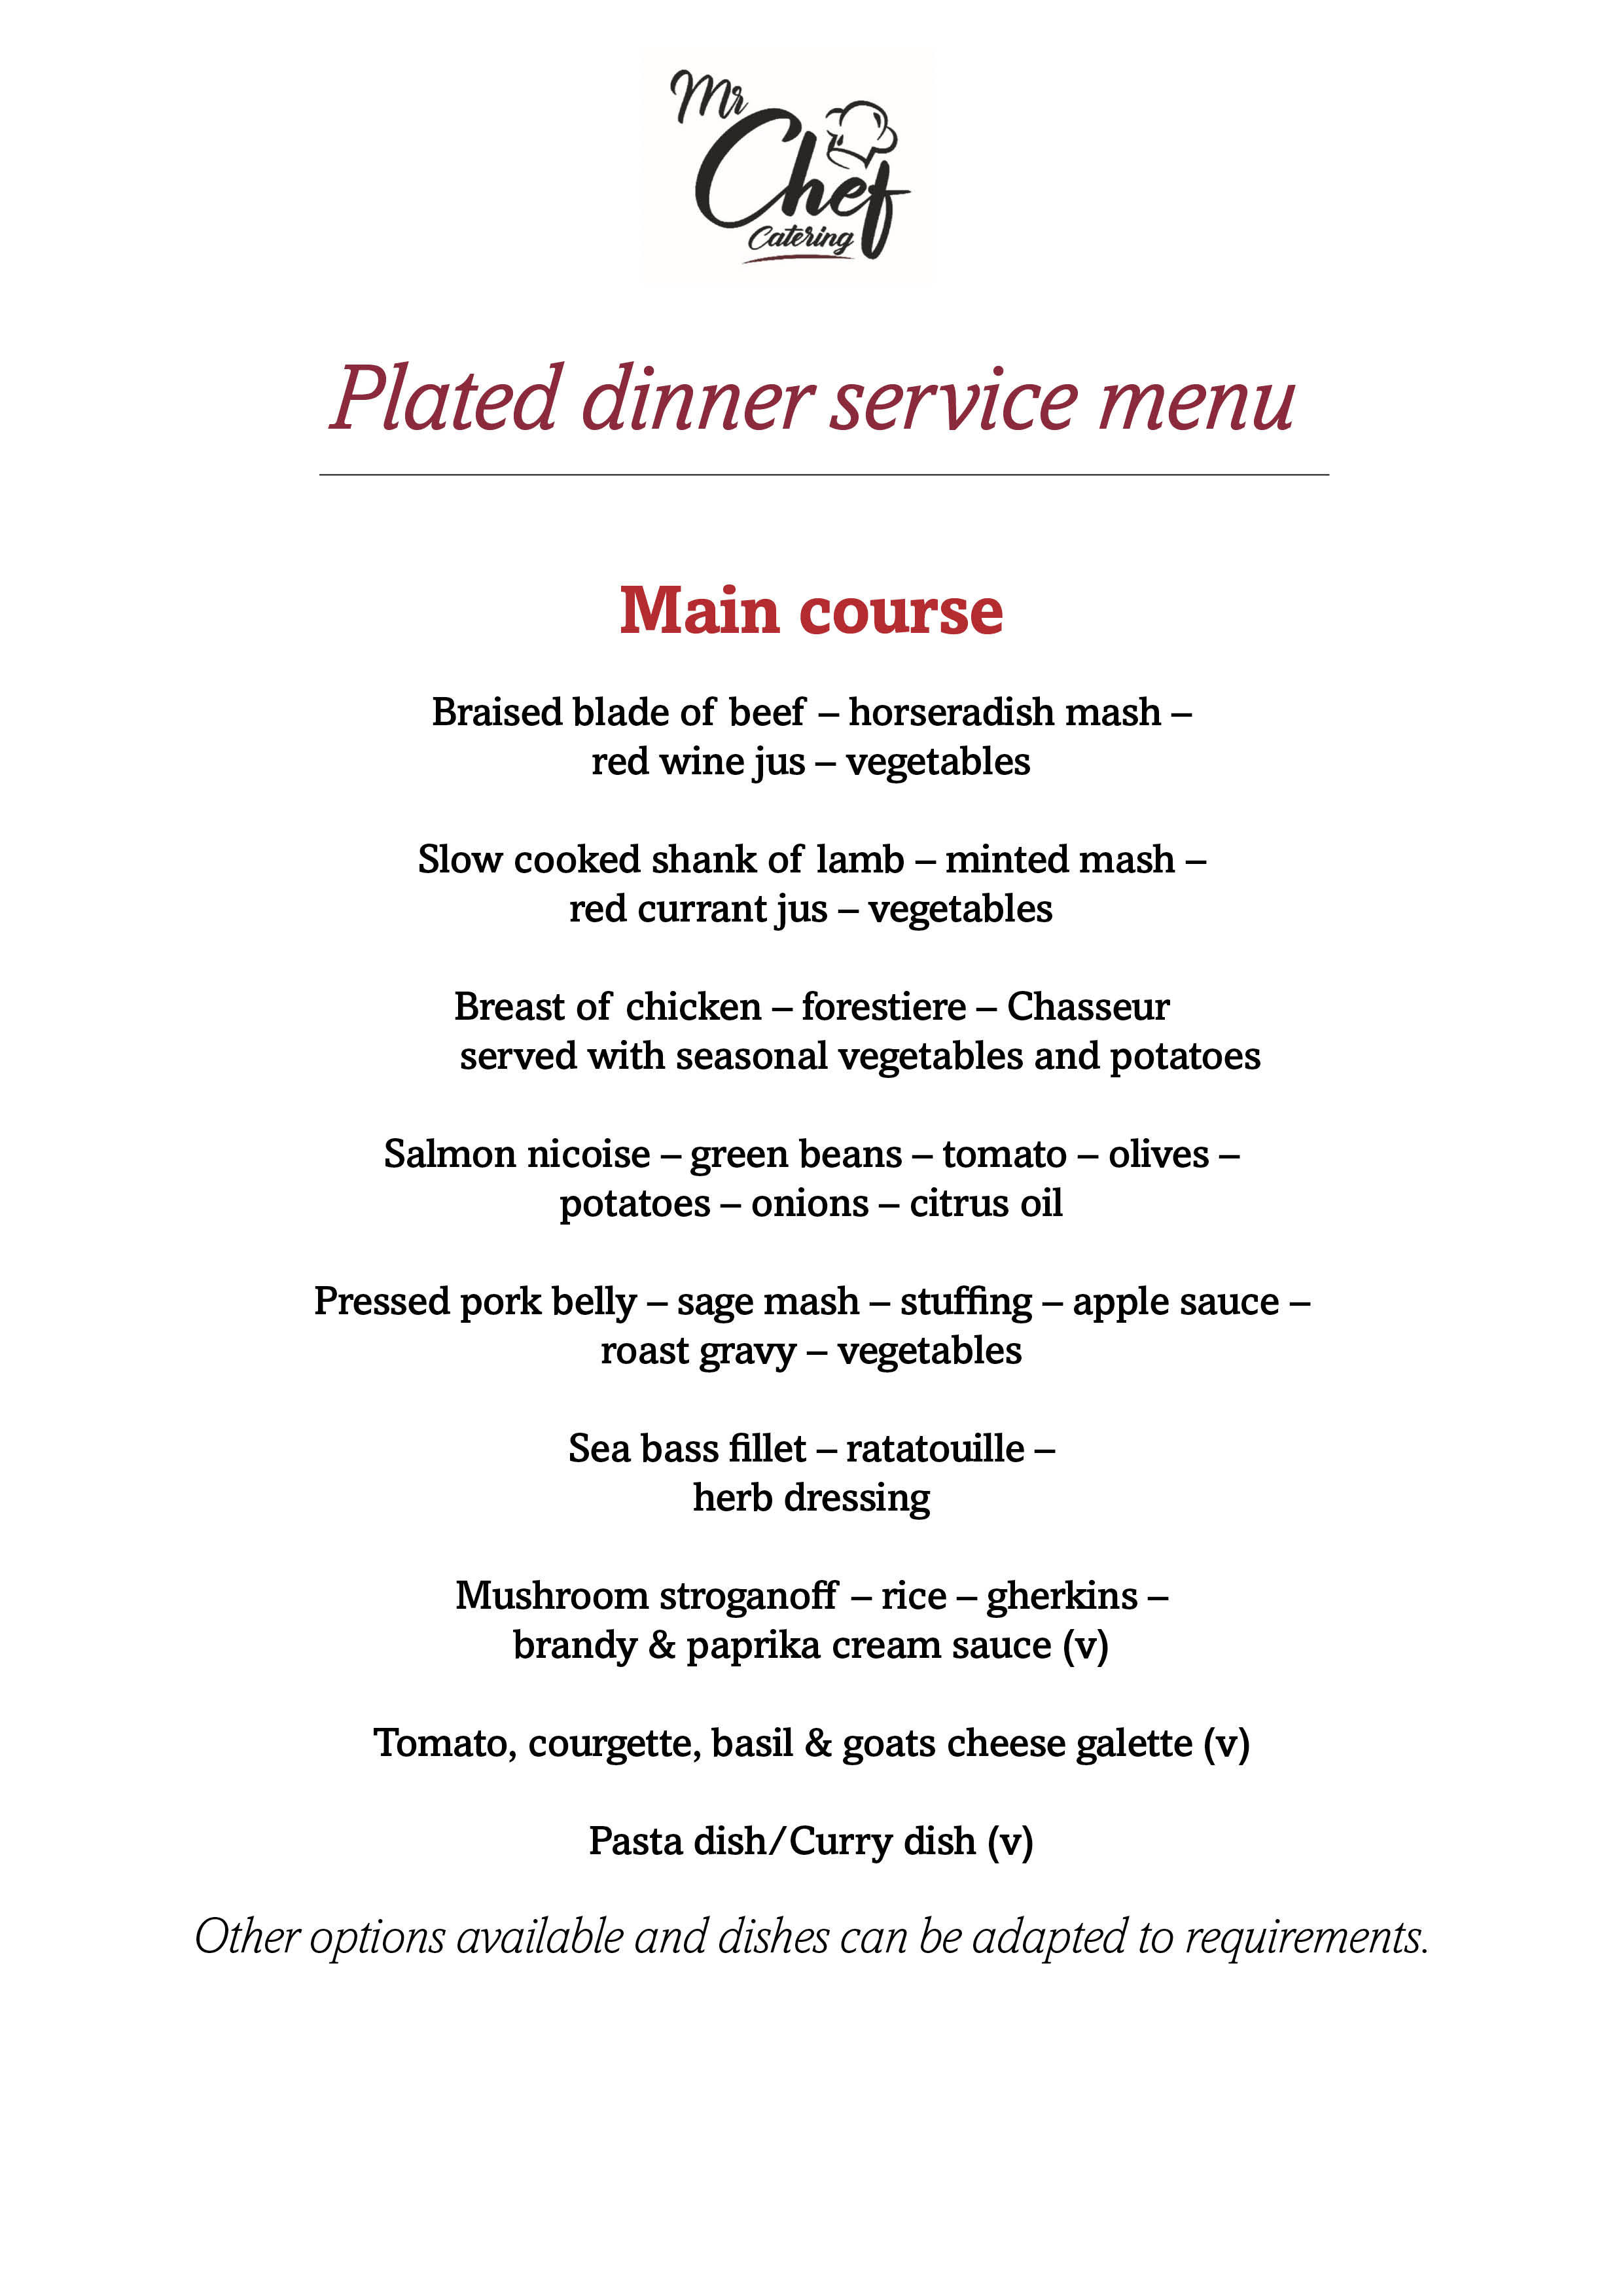 Mr
Chef
Catering
Plated dinner service menu
Main course
Braised blade of beef – horseradish mash –
red wine jus – vegetables
Slow cooked shank of lamb – minted mash –
red currant jus – vegetables
Breast of chicken – forestiere – Chasseur
served with seasonal vegetables and potatoes
Salmon nicoise – green beans – tomato – olives –
potatoes – onions – citrus oil
Pressed pork belly – sage mash – stuffing – apple sauce –
roast gravy – vegetables
Sea bass fillet – ratatouille –
herb dressing
Mushroom stroganoff – rice – gherkins –
brandy & paprika cream sauce (v)
Tomato, courgette, basil & goats cheese galette (v)
Pasta dish/Curry dish (v)
Other options available and dishes can be adapted to requirements.